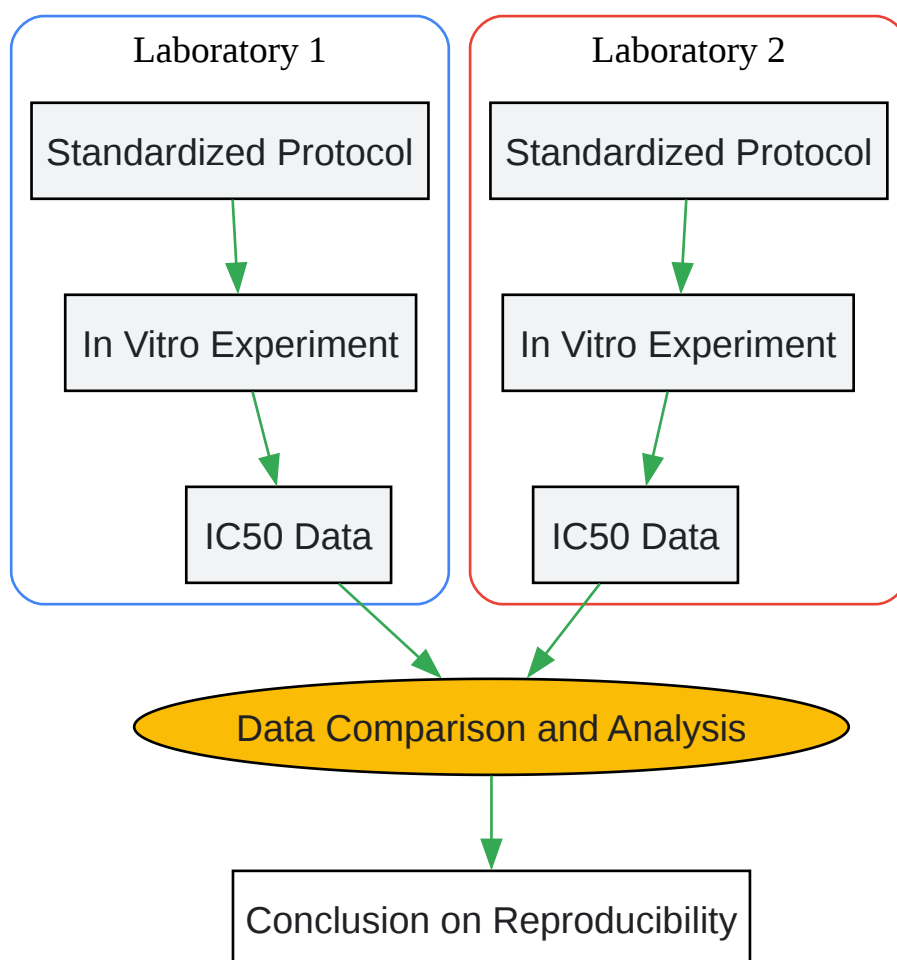 Laboratory 1
Standardized Protocol
In Vitro Experiment
IC50 Data
Laboratory 2
Standardized Protocol
In Vitro Experiment
IC50 Data
Data Comparison and Analysis
Conclusion on Reproducibility